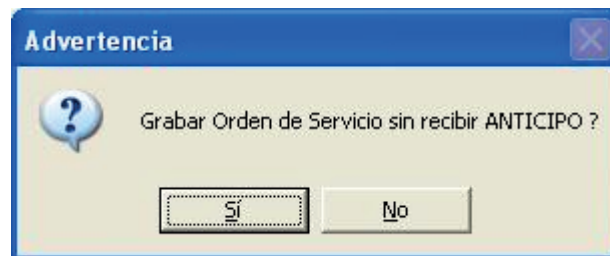 Advertencia
Grabar Orden de Servicio sin recibir ANTICIPO ?
Sí No